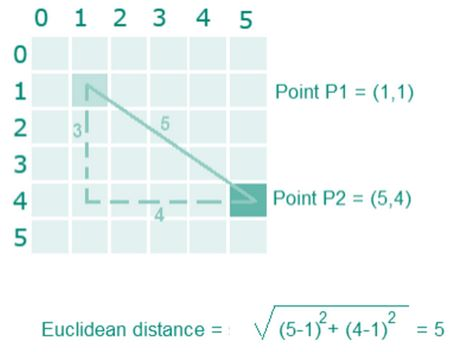 0 1 2 3 4 5
0
1 Point P1 = (1,1)
2 3 5
3
4 Point P2 = (5,4)
4
5
Euclidean distance = √(5-1)²+ (4-1)² = 5